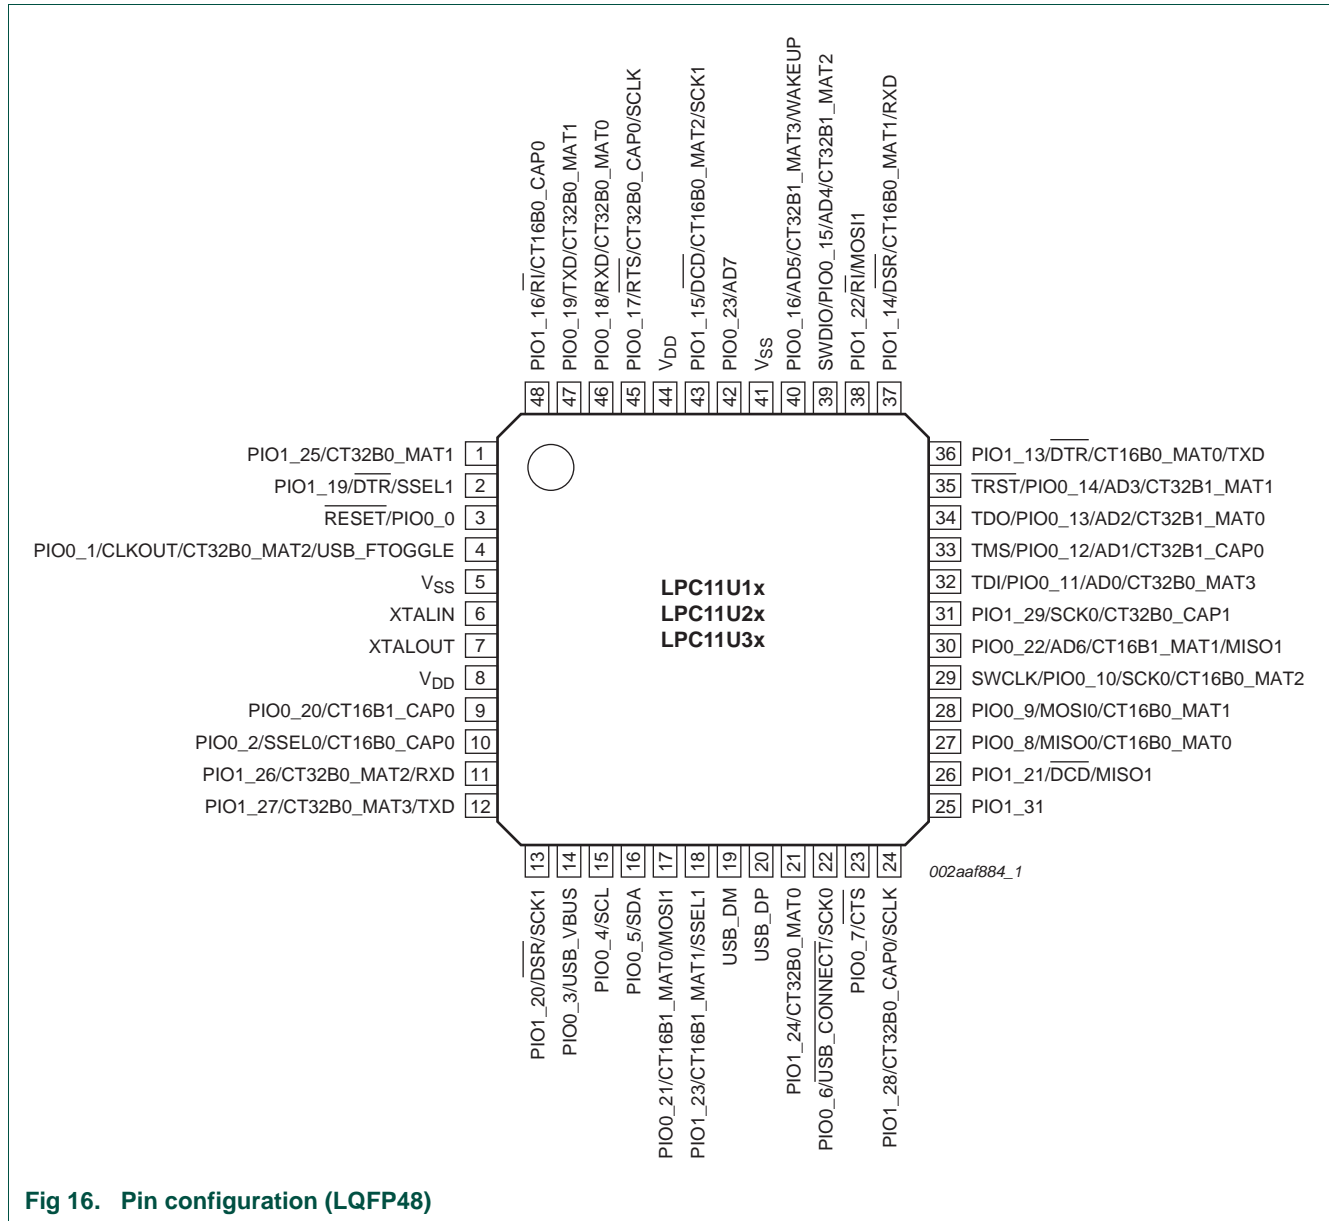 PIO1_16/RI/CT16B0_CAP0
PIO0_19/TXD/CT32B0_MAT1
PIO0_18/RXD/CT32B0_MAT0
PIO0_17/RTS/CT32B0_CAP0/SCLK
VDD
PIO1_15/DCD/CT16B0_MAT2/SCK1
PIO0_23/AD7
VSS
PIO0_16/AD5/CT32B1_MAT3/WAKEUP
SWDIO/PIO0_15/AD4/CT32B1_MAT2
PIO1_22/RI/MOSI1
PIO1_14/DSR/CT16B0_MAT1/RXD
48 47 46 45 44 43 42 41 40 39 38 37
PIO1_25/CT32B0_MAT1 1
PIO1_19/DTR/SSEL1 2
RESET/PIO0_0 3
PIO0_1/CLKOUT/CT32B0_MAT2/USB_FTOGGLE 4
VSS 5
XTALIN 6
XTALOUT 7
VDD 8
PIO0_20/CT16B1_CAP0 9
PIO0_2/SSEL0/CT16B0_CAP0 10
PIO1_26/CT32B0_MAT2/RXD 11
PIO1_27/CT32B0_MAT3/TXD 12
LPC11U1x
LPC11U2x
LPC11U3x
36 PIO1_13/DTR/CT16B0_MAT0/TXD
35 TRST/PIO0_14/AD3/CT32B1_MAT1
34 TDO/PIO0_13/AD2/CT32B1_MAT0
33 TMS/PIO0_12/AD1/CT32B1_CAP0
32 TDI/PIO0_11/AD0/CT32B0_MAT3
31 PIO1_29/SCK0/CT32B0_CAP1
30 PIO0_22/AD6/CT16B1_MAT1/MISO1
29 SWCLK/PIO0_10/SCK0/CT16B0_MAT2
28 PIO0_9/MOSI0/CT16B0_MAT1
27 PIO0_8/MISO0/CT16B0_MAT0
26 PIO1_21/DCD/MISO1
25 PIO1_31
13 14 15 16 17 18 19 20 21 22 23 24
PIO1_20/DSR/SCK1
PIO0_3/USB_VBUS
PIO0_4/SCL
PIO0_5/SDA
PIO0_21/CT16B1_MAT0/MOSI1
PIO1_23/CT16B1_MAT1/SSEL1
USB_DM
USB_DP
PIO1_24/CT32B0_MAT0
PIO0_6/USB_CONNECT/SCK0
PIO0_7/CTS
PIO1_28/CT32B0_CAP0/SCLK
002aaf884_1
Fig 16. Pin configuration (LQFP48)